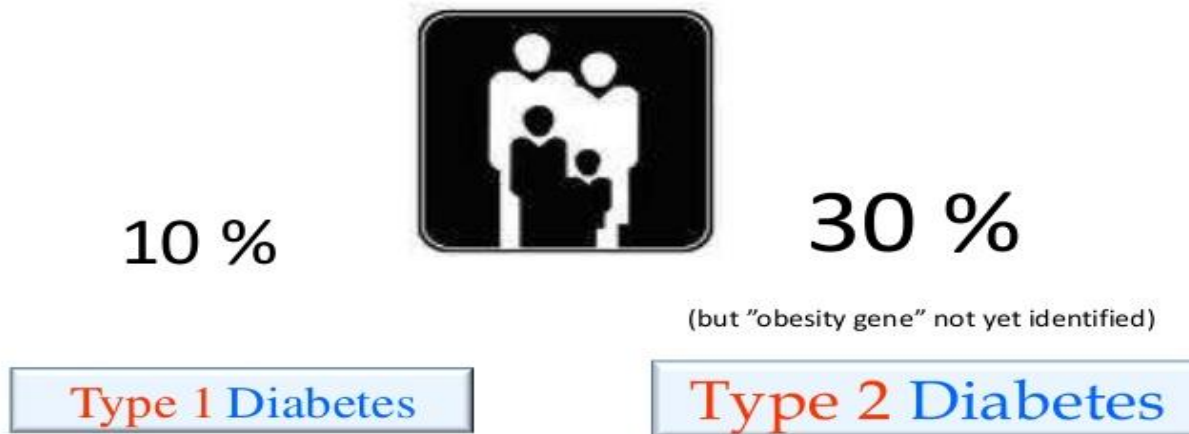 10 %
30 %
(but ”obesity gene” not yet identified)
Type 1 Diabetes
Type 2 Diabetes